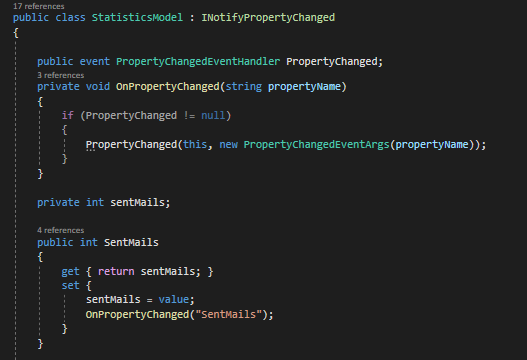 17 references
public class StatisticsModel : INotifyPropertyChanged
{
public event PropertyChangedEventHandler PropertyChanged;
3 references
private void OnPropertyChanged(string propertyName)
{
if (PropertyChanged != null)
{
PropertyChanged(this, new PropertyChangedEventArgs(propertyName));
}
}
private int sentMails;
4 references
public int SentMails
{
get { return sentMails; }
set {
sentMails = value;
OnPropertyChanged("SentMails");
}
}